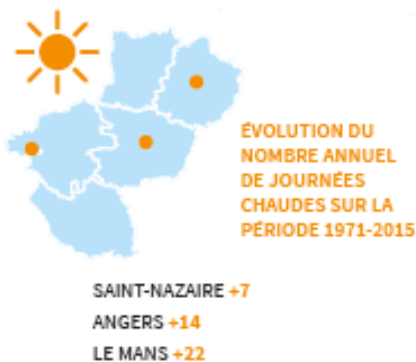 ÉVOLUTION DU
NOMBRE ANNUEL
DE JOURNÉES
CHAUDES SUR LA
PÉRIODE 1971-2015
SAINT-NAZAIRE +7
ANGERS +14
LE MANS +22